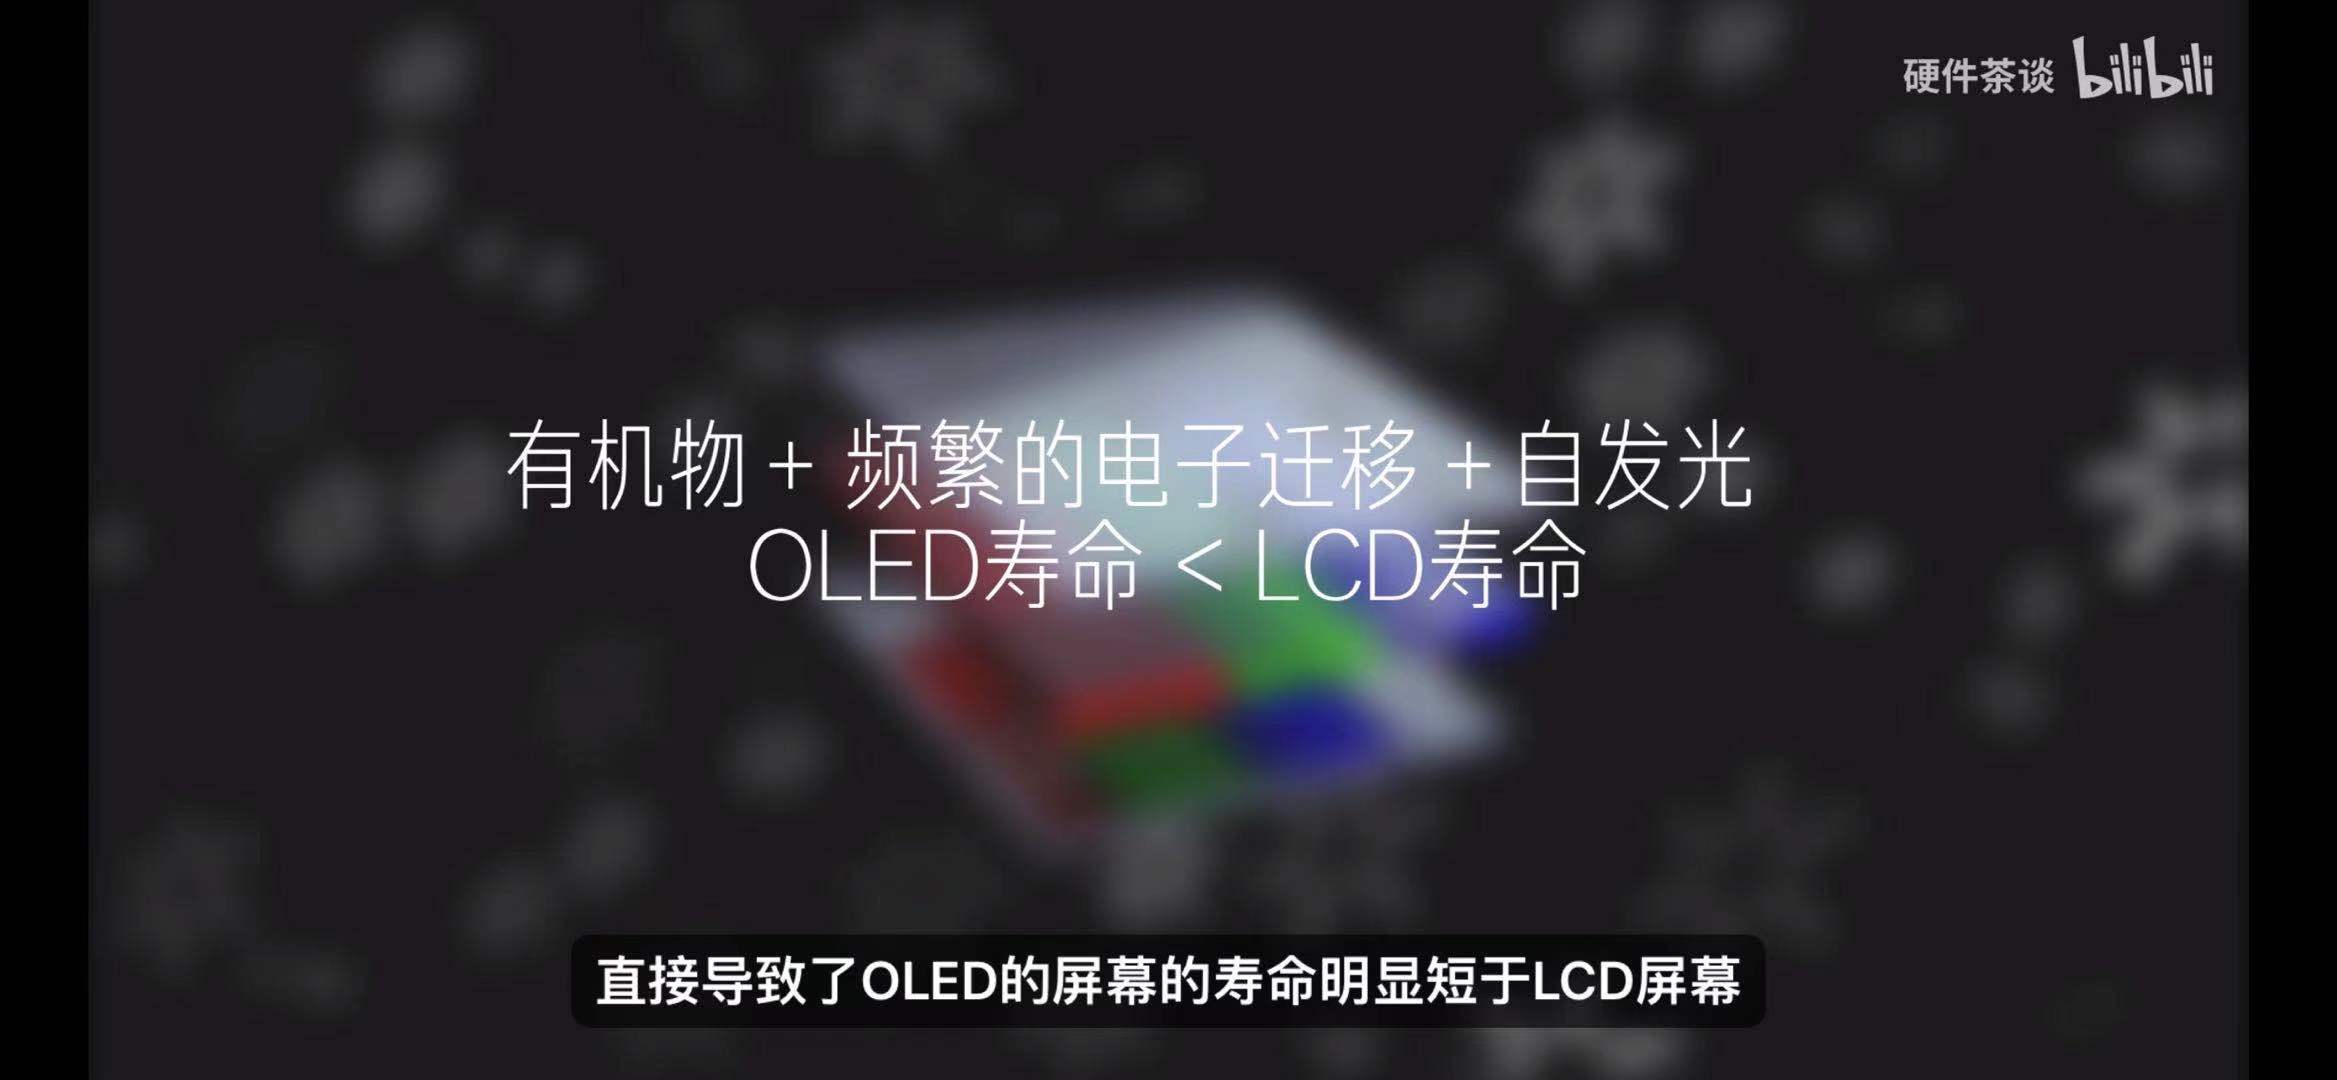 硬件茶谈 bilibili
有机物 + 频繁的电子迁移 + 自发光
OLED寿命 < LCD寿命
直接导致了OLED的屏幕的寿命明显短于LCD屏幕